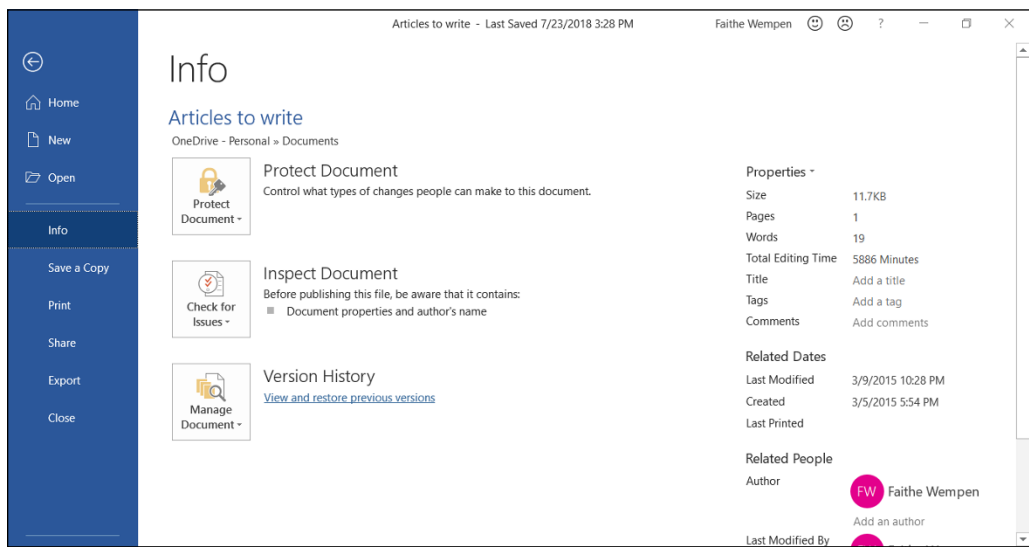 Articles to write - Last Saved 7/23/2018 3:28 PM
Faithe Wempen
?
Info
Home
New
Open
Info
Save a Copy
Print
Share
Export
Close
Articles to write
OneDrive - Personal » Documents
Protect
Document
Protect Document
Control what types of changes people can make to this document.
Check for
Issues
Inspect Document
Before publishing this file, be aware that it contains:
Document properties and author's name
Manage
Document
Version History
View and restore previous versions
Properties
Size 11.7KB
Pages 1
Words 19
Total Editing Time 5886 Minutes
Title Add a title
Tags Add a tag
Comments Add comments
Related Dates
Last Modified 3/9/2015 10:28 PM
Created 3/5/2015 5:54 PM
Last Printed
Related People
Author
FW Faithe Wempen
Add an author
Last Modified By